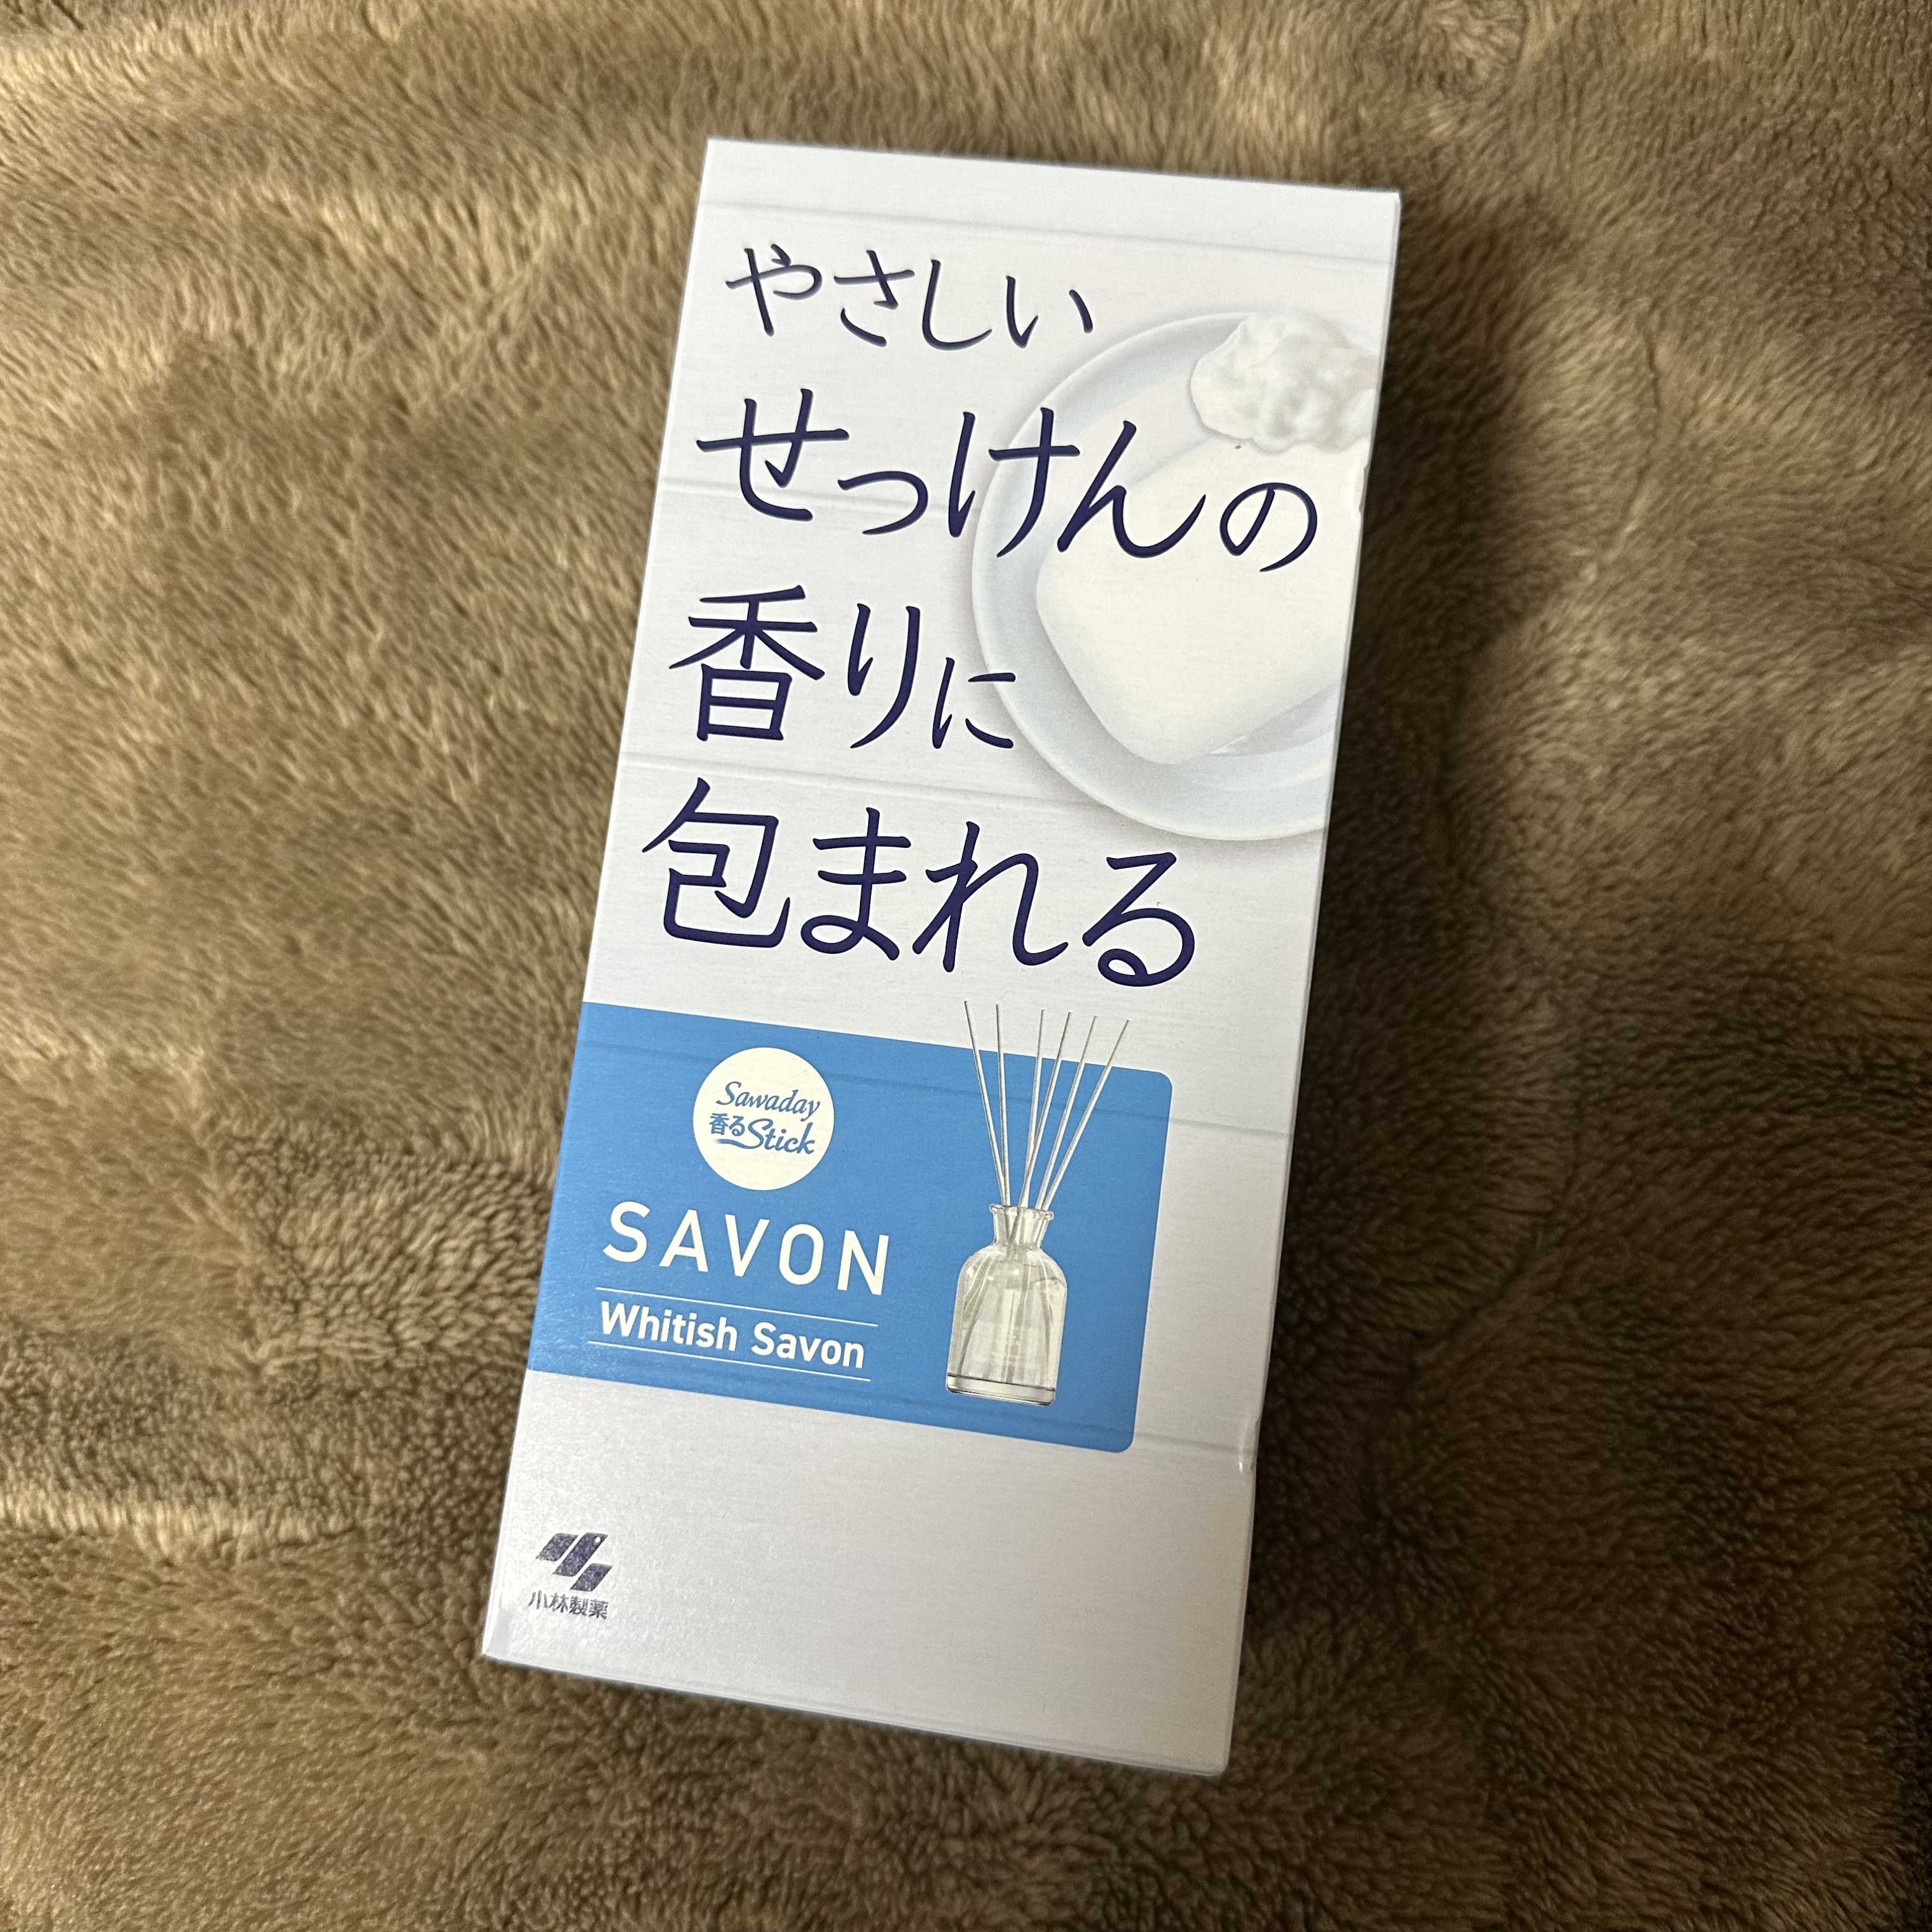 やさしい
せっけんの
香りに
包まれる
Sawaday
香るStick
SAVON
Whitish Savon
小林製薬